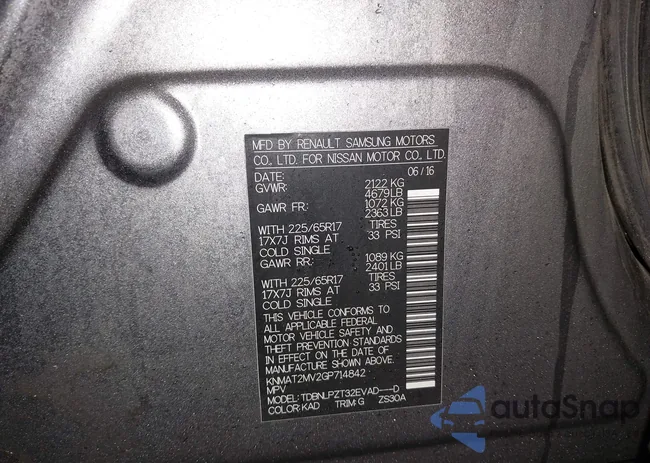 MFD BY RENAULT SAMSUNG MOTORS
CO., LTD. FOR NISSAN MOTOR CO., LTD.
DATE: 06/16
GVWR: 2122 KG
4679LB
GAWR FR: 1072 KG
2363LB
WITH 225/65R17 TIRES
17X7J RIMS AT 33 PSI
COLD SINGLE
GAWR RR: 1089 KG
2401LB
WITH 225/65R17 TIRES
17X7J RIMS AT 33 PSI
COLD SINGLE
THIS VEHICLE CONFORMS TO
ALL APPLICABLE FEDERAL
MOTOR VEHICLE SAFETY AND
THEFT PREVENTION STANDARDS
IN EFFECT ON THE DATE OF
MANUFACTURE SHOWN ABOVE.
KNMAT2MV2GP714842
MPV
MODEL: TDBNLPZT32EVAD---D
COLOR: KAD TRIM: G ZS30A
autoSnap